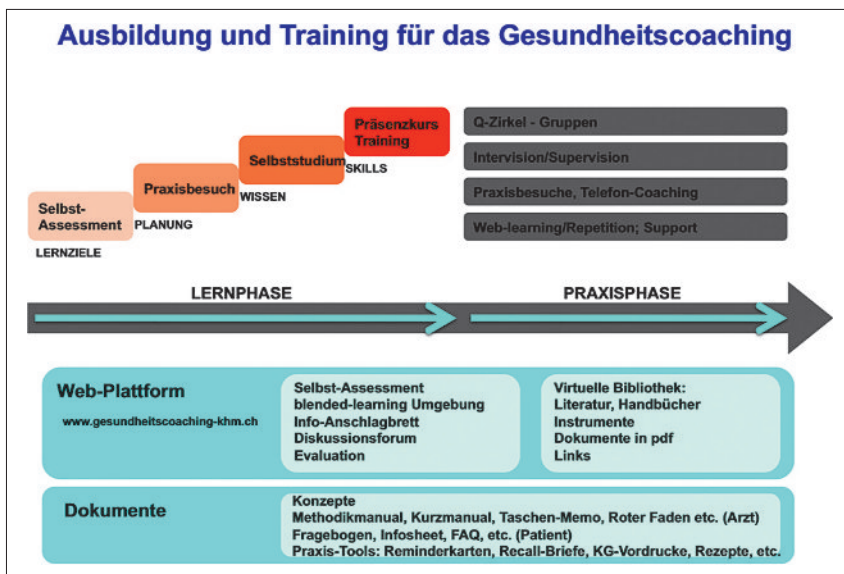 Ausbildung und Training für das Gesundheitscoaching
Präsenzkurs
Training
SKILLS
Selbststudium
WISSEN
Praxisbesuch
PLANUNG
Selbst-
Assessment
LERNZIELE
Q-Zirkel - Gruppen
Intervision/Supervision
Praxisbesuche, Telefon-Coaching
Web-learning/Repetition; Support
LERNPHASE
PRAXISPHASE
Web-Plattform
www.gesundheitscoaching-khm.ch
Selbst-Assessment
blended-learning Umgebung
Info-Anschlagbrett
Diskussionsforum
Evaluation
Virtuelle Bibliothek:
Literatur, Handbücher
Instrumente
Dokumente in pdf
Links
Dokumente
Konzepte
Methodikmanual, Kurzmanual, Taschen-Memo, Roter Faden etc. (Arzt)
Fragebogen, Infosheet, FAQ, etc. (Patient)
Praxis-Tools: Reminderkarten, Recall-Briefe, KG-Vordrucke, Rezepte, etc.